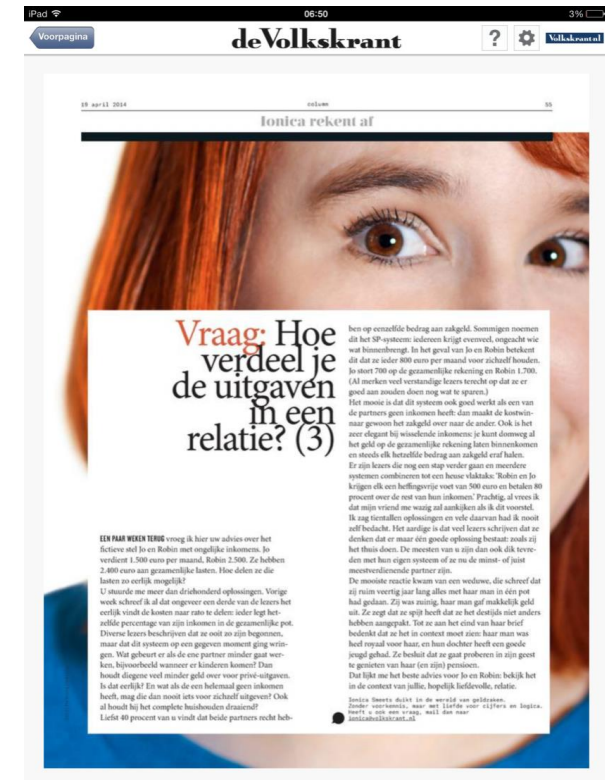 iPad
06:50
3%
Voorpagina
de Volkskrant
?
Volkskrant.nl
19 april 2014
column
55
Ionica rekent af
Vraag: Hoe
verdeel je
de uitgaven
in een
relatie? (3)
EEN PAAR WEKEN TERUG vroeg ik hier uw advies over het
fictieve stel Jo en Robin met ongelijke inkomens. Jo
verdient 1.500 euro per maand, Robin 2.500. Ze hebben
2.400 aan gezamenlijke lasten. Hoe delen ze die
lasten zo eerlijk mogelijk?
U stuurde me meer dan driehonderd oplossingen. Vorige
week schreef ik al dat ongeveer een derde van de lezers het
eerlijk vindt de kosten naar rato te delen: ieder legt het-
zelfde percentage van zijn inkomen in de gezamenlijke pot.
Diverse lezers beschrijven dat ze ooit zo zijn begonnen,
maar dat dit systeem op een gegeven moment ging wrin-
gen. Wat gebeurt er als de ene partner minder gaat wer-
ken, bijvoorbeeld wanneer er kinderen komen? Dan
houdt diegene veel minder geld over voor privé-uitgaven.
Is dat eerlijk? En wat als de een helemaal geen inkomen
heeft, mag die dan nooit iets voor zichzelf uitgeven? Ook
al houdt hij het complete huishouden draaiend?
Liefst 40 procent van u vindt dat beide partners recht heb-
ben op eenzelfde bedrag aan zakgeld. Sommigen noemen
dit het SP-systeem: iedereen krijgt evenveel, ongeacht wie
wat binnenbrengt. In het geval van Jo en Robin betekent
dit dat ze ieder 800 euro per maand voor zichzelf houden.
Jo stort 700 op de gezamenlijke rekening en Robin 1.700.
(Al merken veel verstandige lezers terecht op dat ze er
goed aan zouden doen nog wat te sparen.)
Het mooie is dat dit systeem ook goed werkt als een van
de partners geen inkomen heeft: dan maakt de kostwin-
naar gewoon het zakgeld over naar de ander. Ook is het
zeer elegant bij wisselende inkomens: je kunt domweg al
het geld op de gezamenlijke rekening laten binnenkomen
en steeds elk hetzelfde bedrag aan zakgeld eraf halen.
Er zijn lezers die nog een stap verder gaan en meerdere
systemen combineren tot een heuse vlaktaks: 'Robin en Jo
krijgen elk een heffingsvrije voet van 500 euro en betalen 80
procent over de rest van hun inkomen.' Prachtig, al vrees ik
dat mijn vriend me wazig zal aankijken als ik dit voorstel.
Ik zag tientallen oplossingen en vele daarvan had ik nooit
zelf bedacht. Het aardige is dat veel lezers schrijven dat ze
denken dat er maar één goede oplossing bestaat: zoals zij
het thuis doen. De meesten van u zijn dan ook dik tevre-
den met hun eigen systeem of ze nu de minst- of juist
meestverdienende partner zijn.
De mooiste reactie kwam van een weduwe, die schreef dat
zij ruim veertig jaar lang alles met haar man in één pot
had gedaan. Zij was zuinig, haar man gaf makkelijk geld
uit. Ze zegt dat ze spijt heeft dat ze het destijds niet anders
hebben aangepakt. Tot ze aan het eind van haar brief
bedenkt dat ze het in context moet zien: haar man was
heel royaal voor haar, en hun dochter heeft een goede
jeugd gehad. Ze besluit dat ze gaat proberen in zijn geest
te genieten van haar (en zijn) pensioen.
Dat lijkt me het beste advies voor Jo en Robin: bekijk het
in de context van jullie, hopelijk liefdevolle, relatie.
Ionica Smeets duikt in de wereld van geldzaken.
Zonder voorkennis, maar met liefde voor cijfers en logica.
Heeft u ook een vraag, mail dan naar
ionica@volkskrant.nl